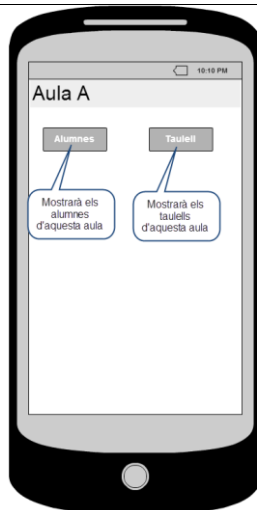 10:10 PM
Aula A
Alumnes
Taulell
Mostrarà els
alumnes
d'aquesta aula
Mostrarà els
taulells
d'aquesta aula